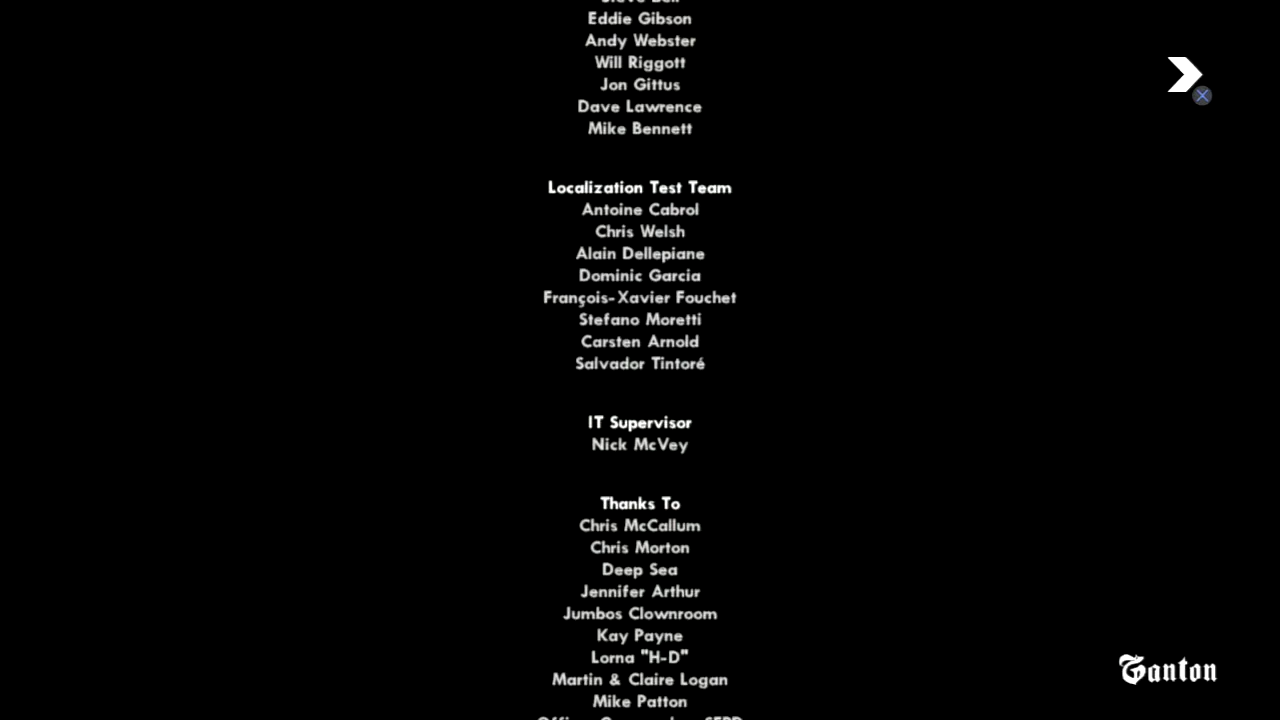 Eddie Gibson
Andy Webster
Will Riggott
Jon Gittus
Dave Lawrence
Mike Bennett
Localization Test Team
Antoine Cabrol
Chris Welsh
Alain Dellepiane
Dominic Garcia
François-Xavier Fouchet
Stefano Moretti
Carsten Arnold
Salvador Tintoré
IT Supervisor
Nick McVey
Thanks To
Chris McCallum
Chris Morton
Deep Sea
Jennifer Arthur
Jumbos Clownroom
Kay Payne
Lorna "H-D"
Martin & Claire Logan
Mike Patton
Ganton